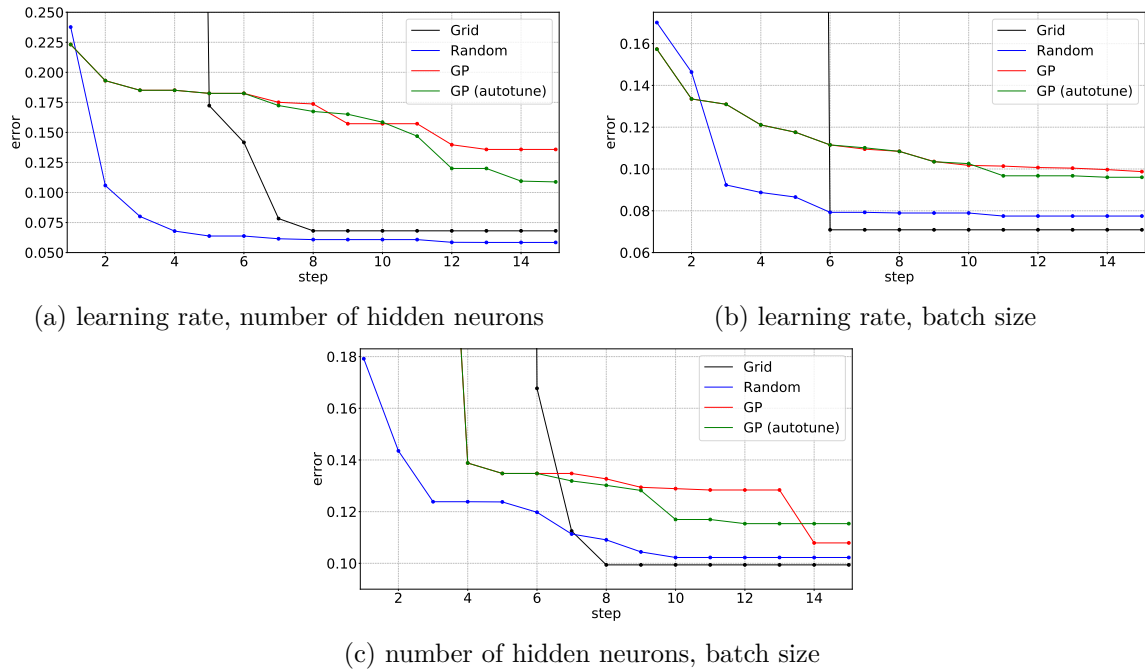 0.250
0.225
0.200
0.175
0.150
0.125
0.100
0.075
0.050
error
2 4 6 8 10 12 14
step
Grid
Random
GP
GP (autotune)
(a) learning rate, number of hidden neurons
0.16
0.14
0.12
0.10
0.08
0.06
error
2 4 6 8 10 12 14
step
Grid
Random
GP
GP (autotune)
(b) learning rate, batch size
0.18
0.16
0.14
0.12
0.10
error
2 4 6 8 10 12 14
step
Grid
Random
GP
GP (autotune)
(c) number of hidden neurons, batch size